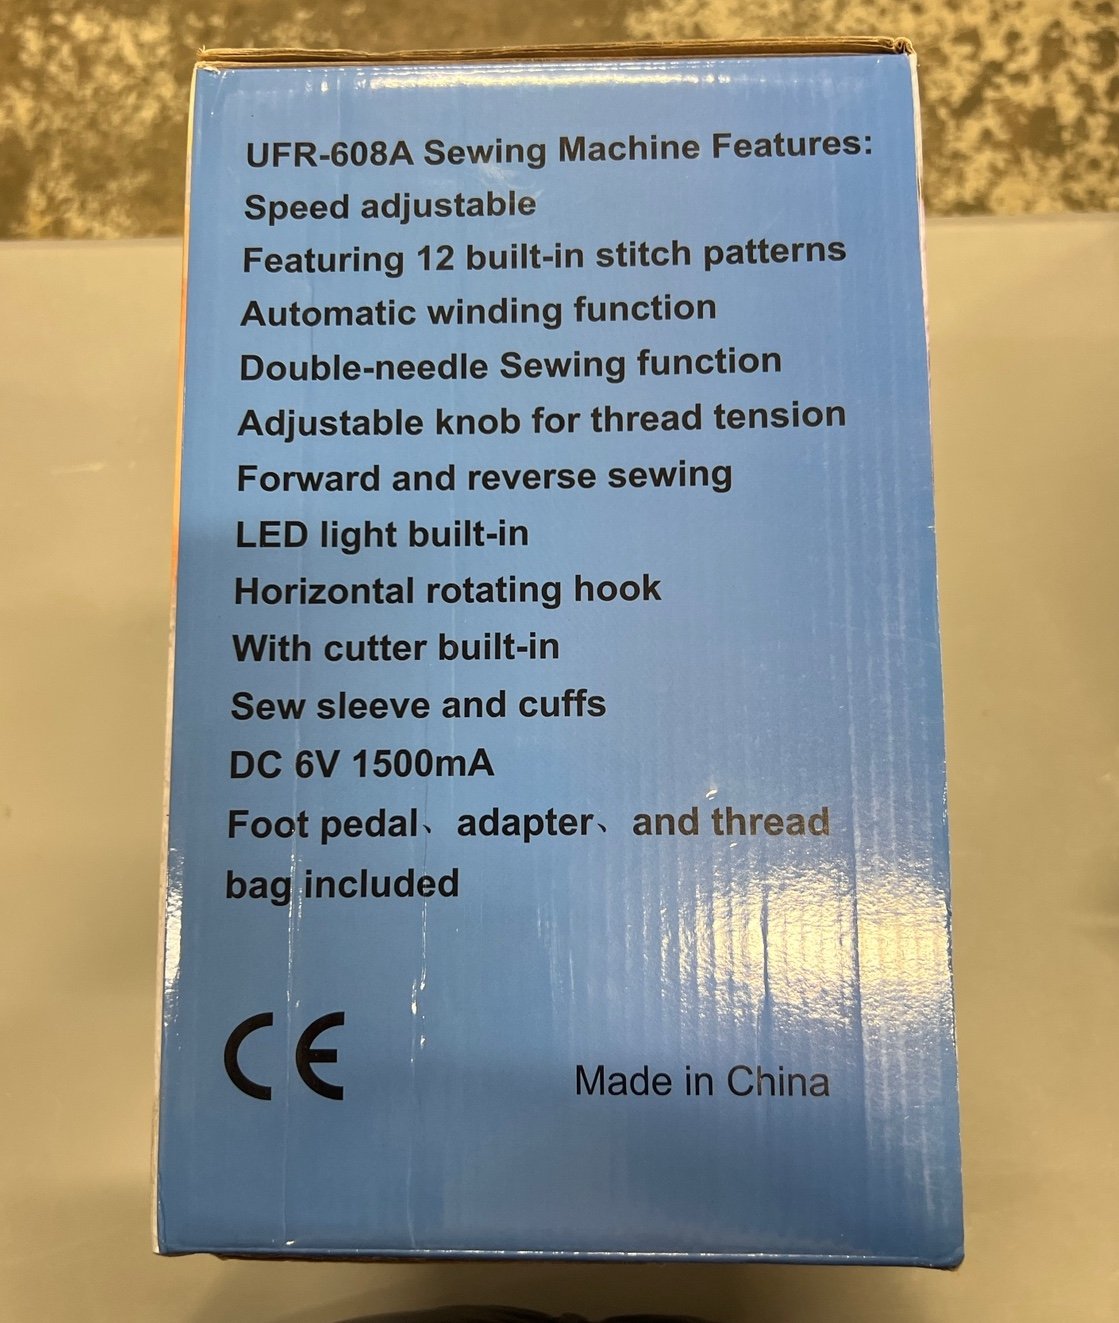 UFR-608A Sewing Machine Features:
Speed adjustable
Featuring 12 built-in stitch patterns
Automatic winding function
Double-needle Sewing function
Adjustable knob for thread tension
Forward and reverse sewing
LED light built-in
Horizontal rotating hook
With cutter built-in
Sew sleeve and cuffs
DC 6V 1500mA
Foot pedal、adapter、and thread
bag included
CE
Made in China